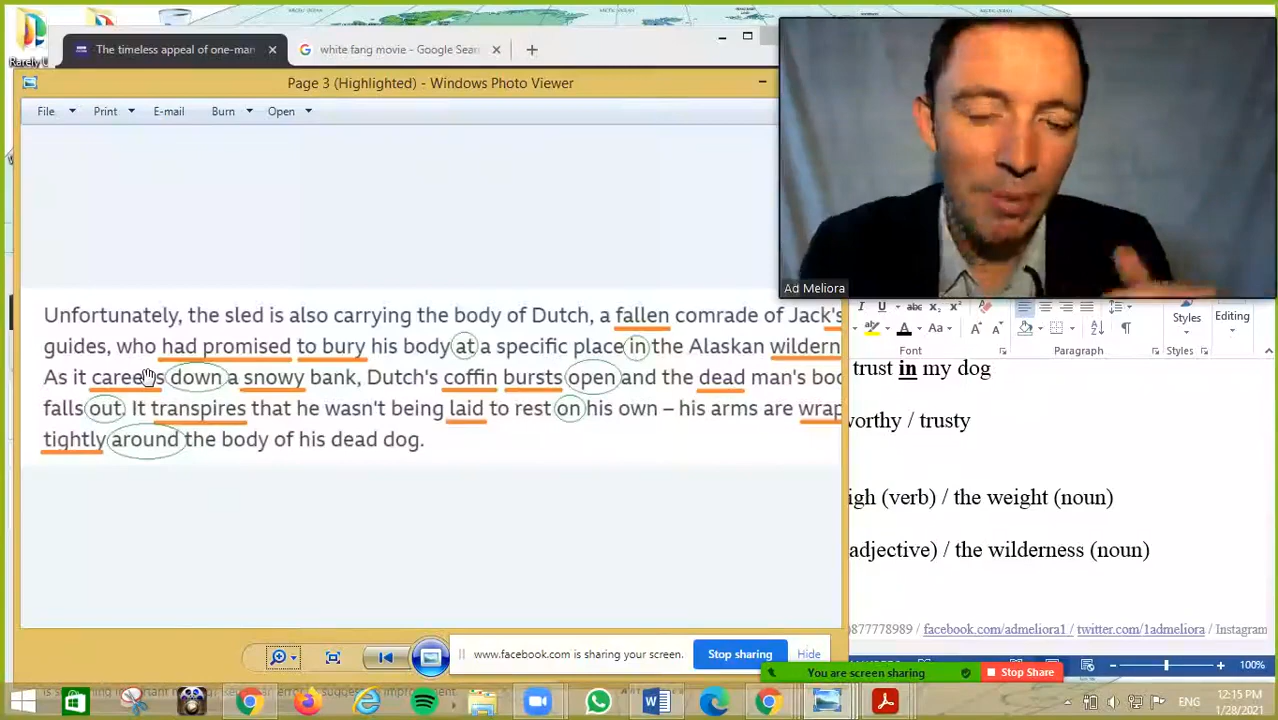 The timeless appeal of one-man
white fang movie - Google Sear
Rarely U
Page 3 (Highlighted) - Windows Photo Viewer
File Print E-mail Burn Open
Ad Meliora
Unfortunately, the sled is also carrying the body of Dutch, a fallen comrade of Jack's
guides, who had promised to bury his body at a specific place in the Alaskan wildern
As it careens down a snowy bank, Dutch's coffin bursts open and the dead man's bod
falls out. It transpires that he wasn't being laid to rest on his own – his arms are wrap
tightly around the body of his dead dog.
Styles Editing
Font Paragraph Styles
trust in my dog
worthy / trusty
igh (verb) / the weight (noun)
adjective) / the wilderness (noun)
)877778989 / facebook.com/admeliora1 / twitter.com/1admeliora / Instagram
www.facebook.com is sharing your screen. Stop sharing Hide
100%
You are screen sharing Stop Share
ENG
12:15 PM
1/28/2021